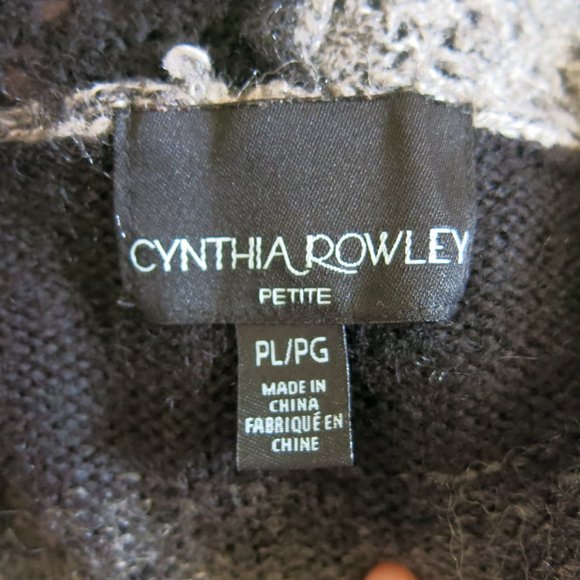 CYNTHIA ROWLEY
PETITE
PL/PG
MADE IN
CHINA
FABRIQUÉ EN
CHINE